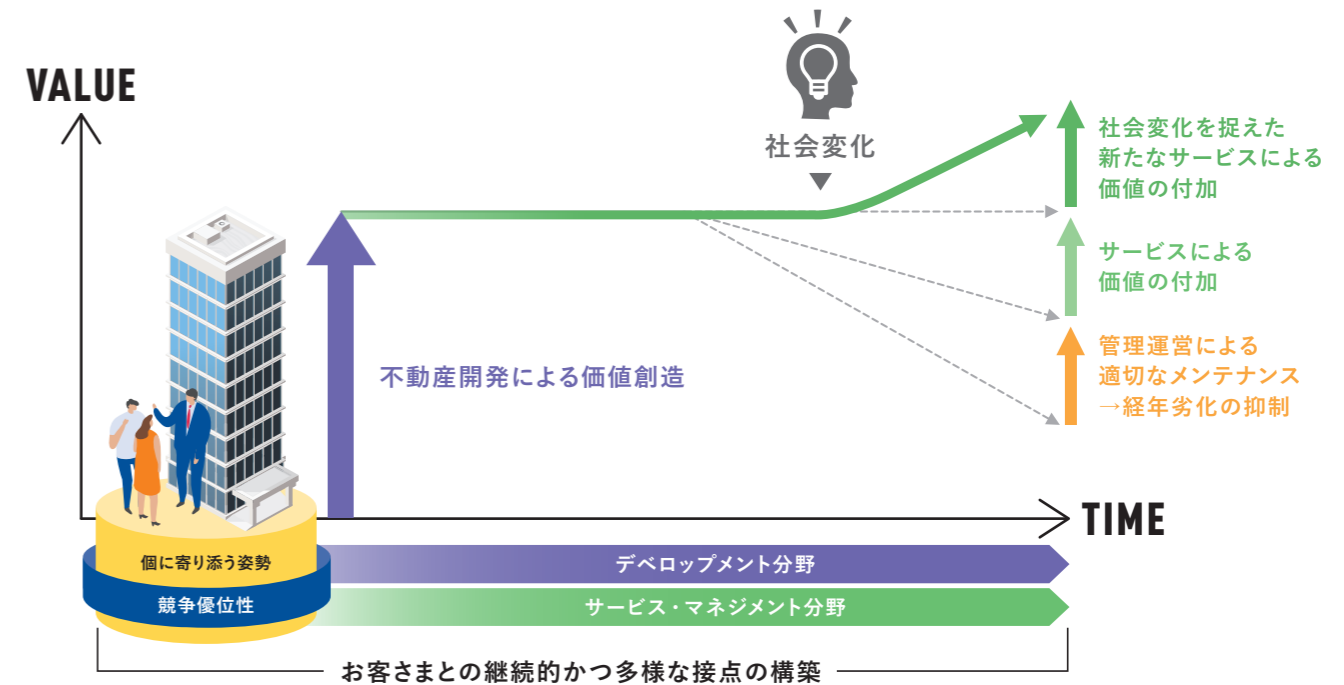 VALUE
社会変化
社会変化を捉えた
新たなサービスによる
価値の付加
サービスによる
価値の付加
管理運営による
適切なメンテナンス
→経年劣化の抑制
不動産開発による価値創造
TIME
個に寄り添う姿勢
競争優位性
デベロップメント分野
サービス・マネジメント分野
お客さまとの継続的かつ多様な接点の構築